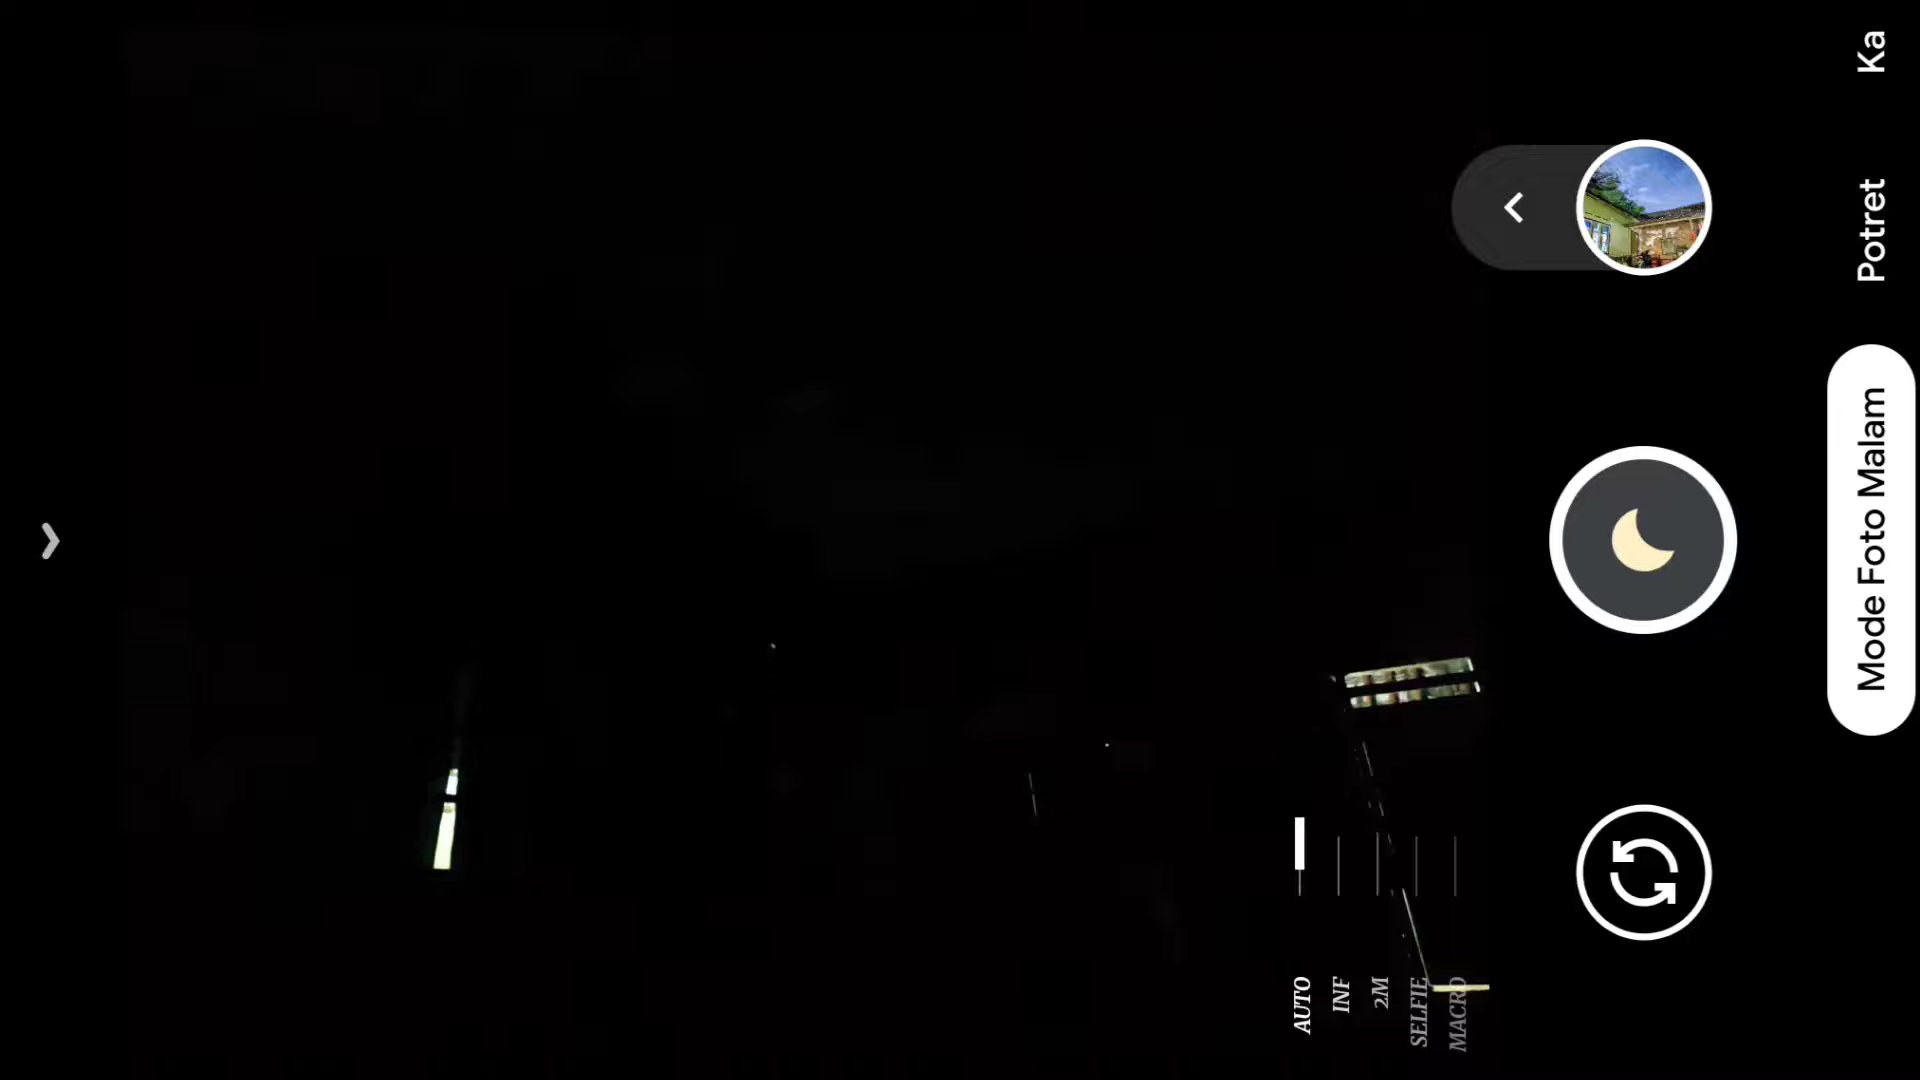 Ka
Potret
Mode Foto Malam
AUTO
INF
2M
SELFIE
MACRO